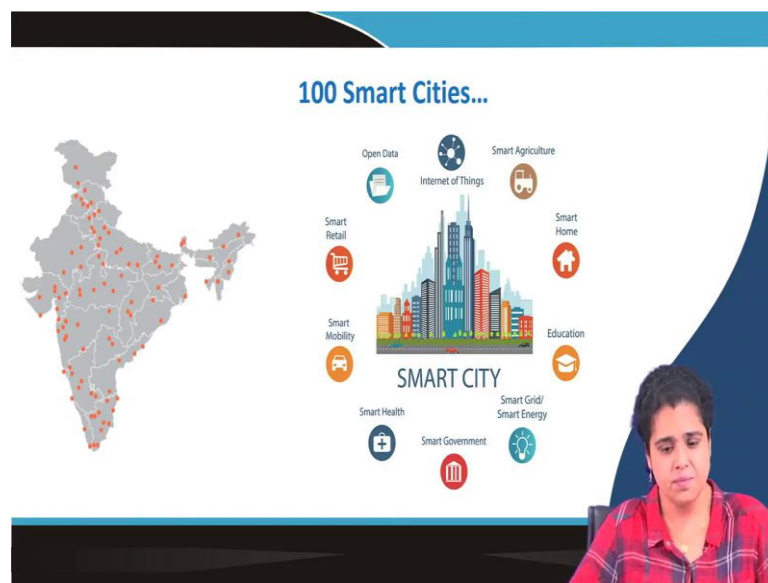 100 Smart Cities...
Open Data
Internet of Things
Smart Agriculture
Smart
Retail
Smart
Home
Smart
Mobility
Education
SMART CITY
Smart Health
Smart Government
Smart Grid/
Smart Energy